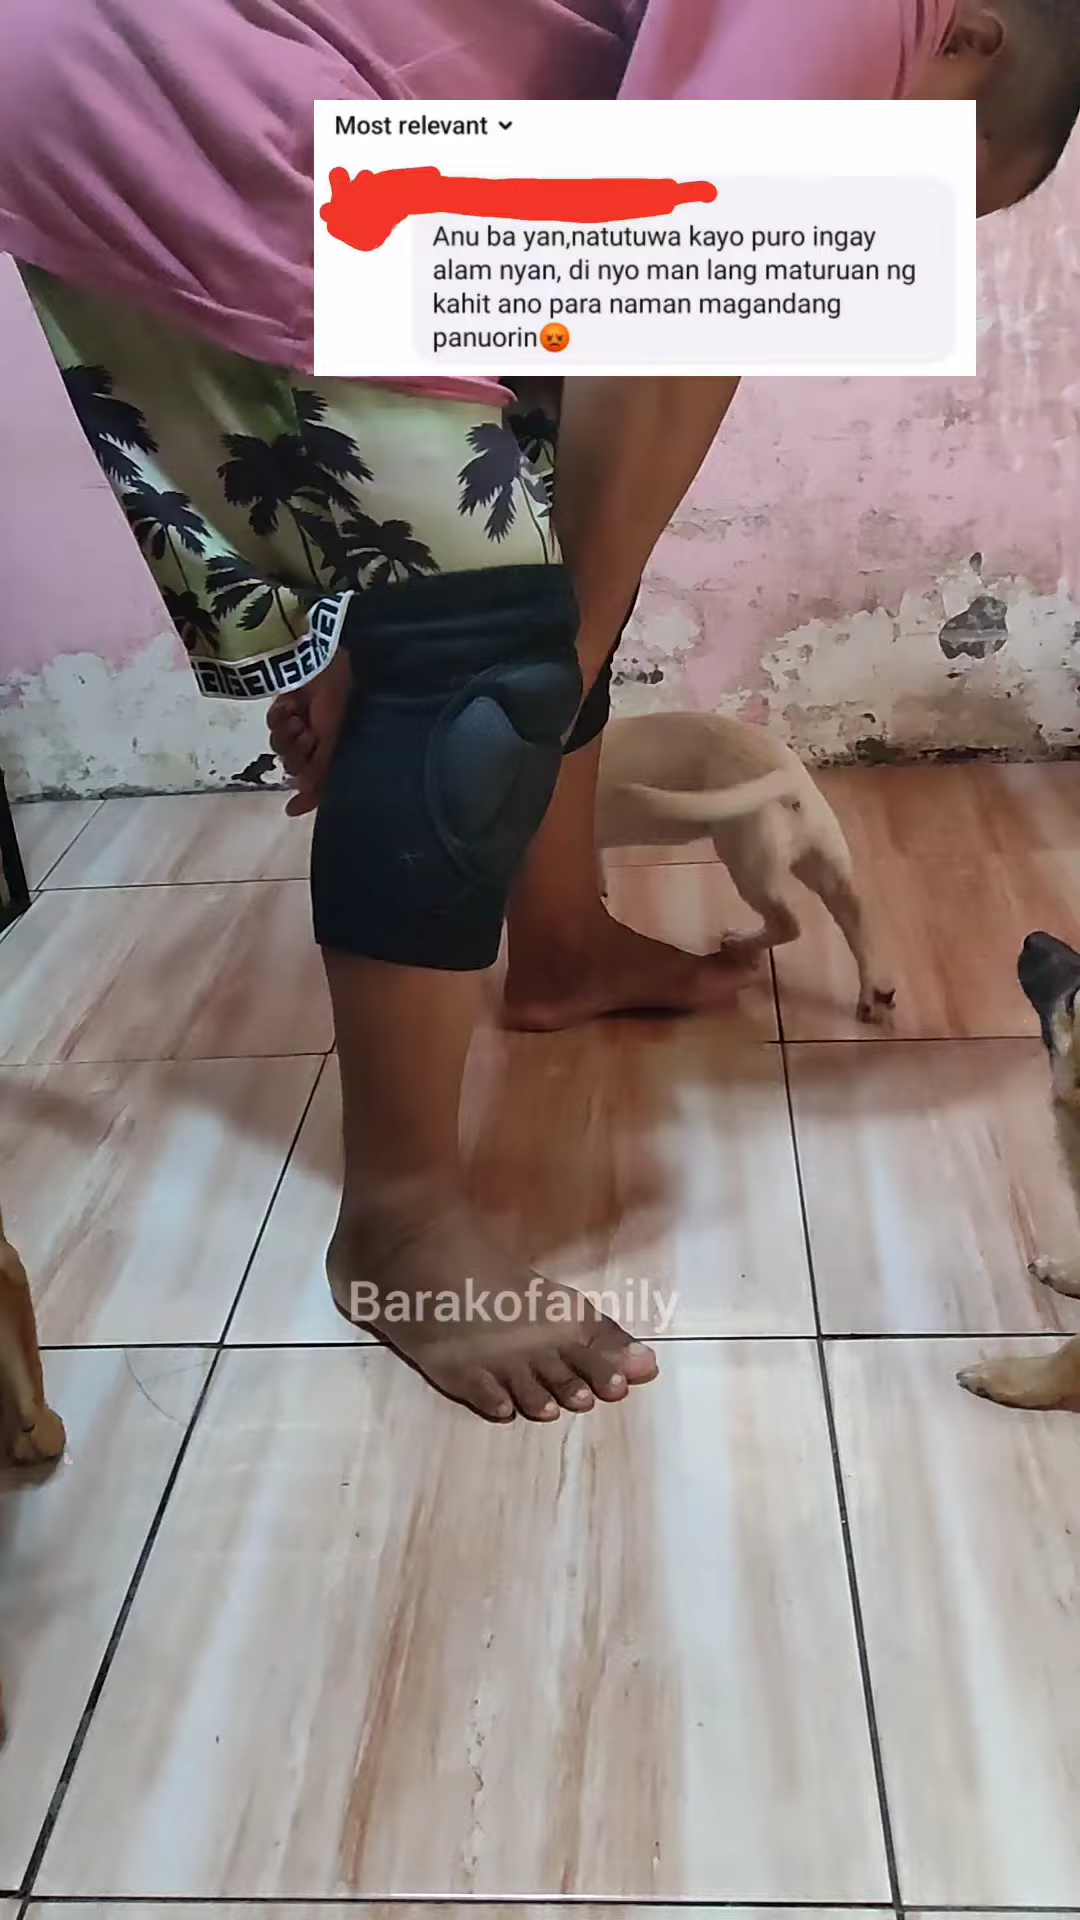 Most relevant
Anu ba yan,natutuwa kayo puro ingay
alam nyan, di nyo man lang maturuan ng
kahit ano para naman magandang
panuorin😡
Barakofamily